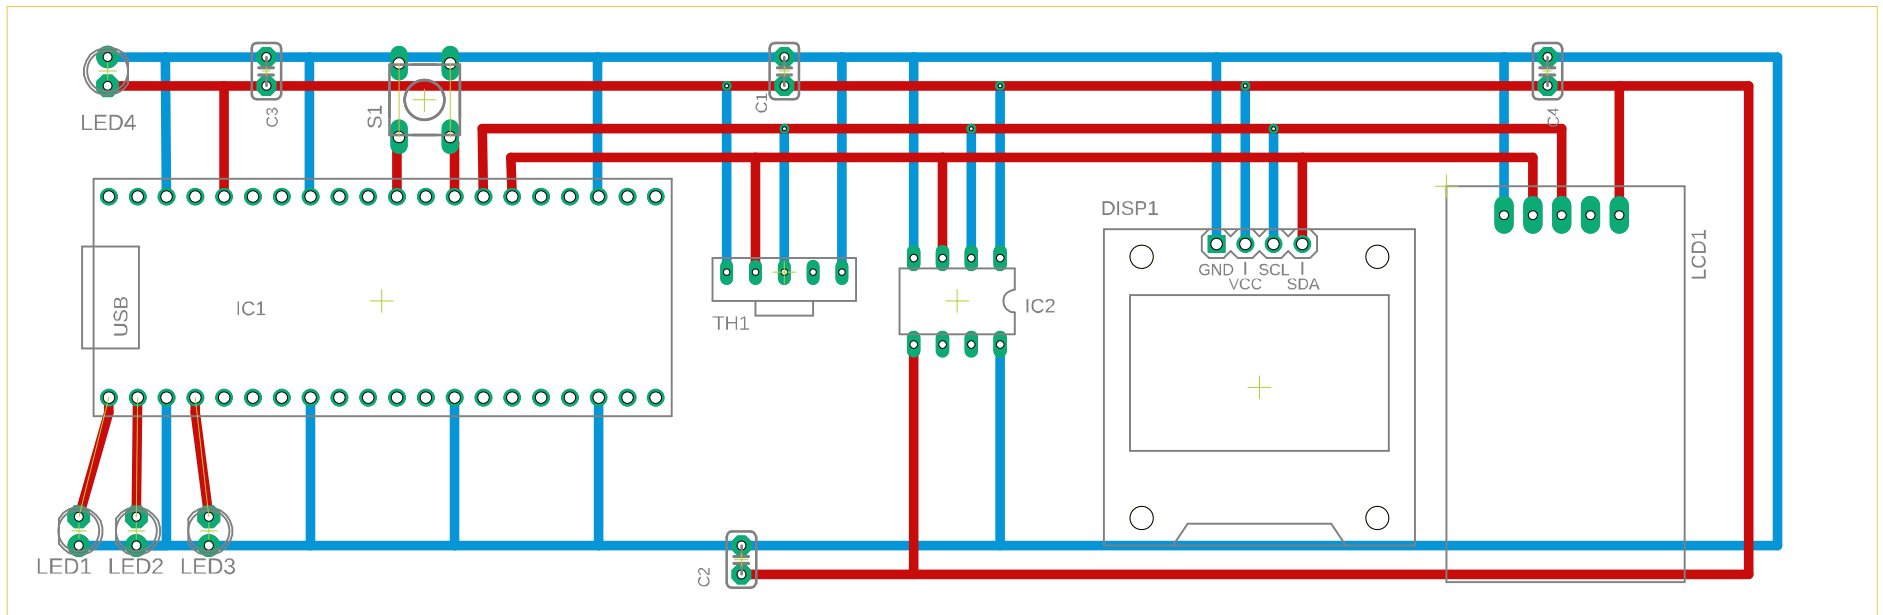 LED4
C3
S1
C1
C4
DISP1
GND SCL
VCC SDA
LCD1
USB
IC1
TH1
IC2
LED1 LED2 LED3
C2